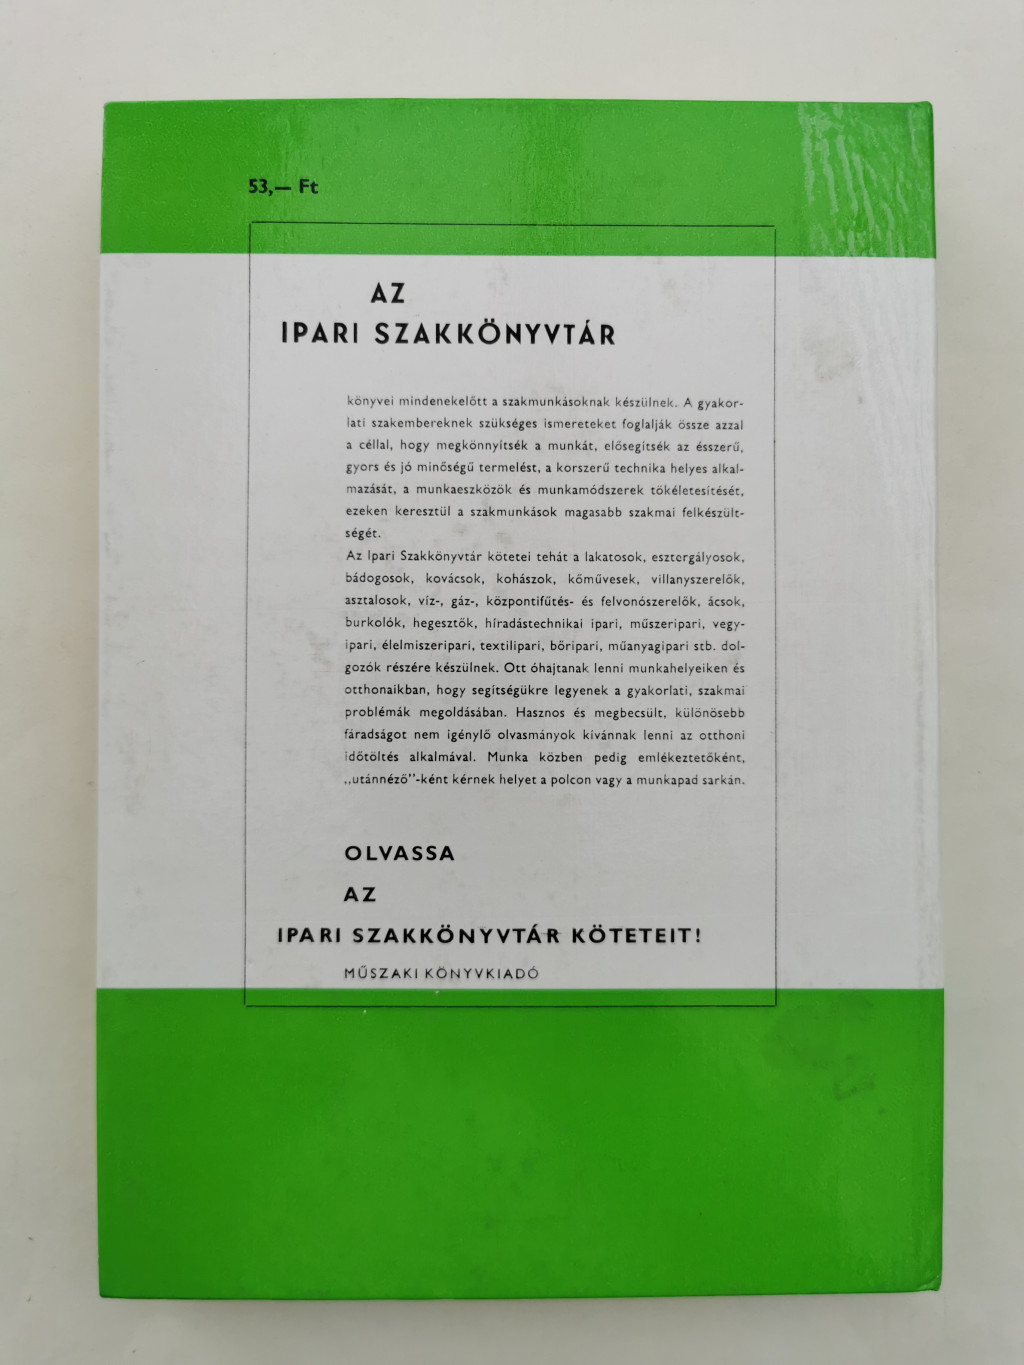 53,— Ft
AZ
IPARI SZAKKÖNYVTÁR
könyvei mindenekelőtt a szakmunkásoknak készülnek. A gyakor-
lati szakembereknek szükséges ismereteket foglalják össze azzal
a céllal, hogy megkönnyítsék a munkát, elősegítsék az ésszerű,
gyors és jó minőségű termelést, a korszerű technika helyes alkal-
mazását, a munkaeszközök és munkamódszerek tökéletesítését,
ezeken keresztül a szakmunkások magasabb szakmai felkészült-
ségét.
Az Ipari Szakkönyvtár kötetei tehát a lakatosok, esztergályosok,
bádogosok, kovácsok, kohászok, kőművesek, villanyszerelők,
asztalosok, víz-, gáz-, központifűtés- és felvonószerelők, ácsok,
burkolók, hegesztők, híradástechnikai ipari, műszeripari, vegy-
ipari, élelmiszeripari, textilipari, bőripari, műanyagipari stb. dol-
gozók részére készülnek. Ott óhajtanak lenni munkahelyeiken és
otthonaikban, hogy segítségükre legyenek a gyakorlati, szakmai
problémák megoldásában. Hasznos és megbecsült, különösebb
fáradságot nem igénylő olvasmányok kívánnak lenni az otthoni
időtöltés alkalmával. Munka közben pedig emlékeztetőként,
„utánnéző"-ként kérnek helyet a polcon vagy a munkapad sarkán.
OLVASSA
AZ
IPARI SZAKKÖNYVTÁR KÖTETEIT!
MŰSZAKI KÖNYVKIADÓ